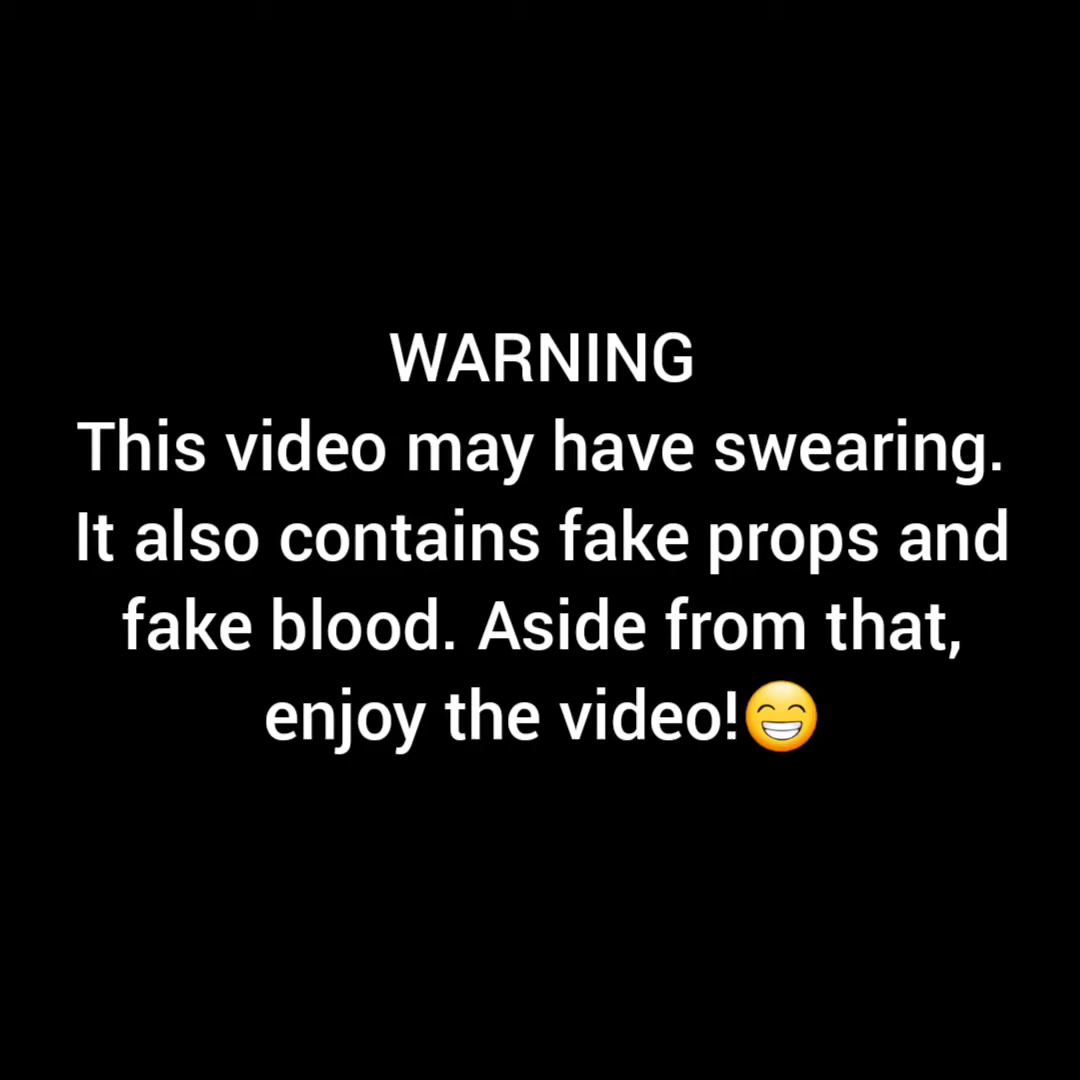 WARNING
This video may have swearing.
It also contains fake props and
fake blood. Aside from that,
enjoy the video!😁